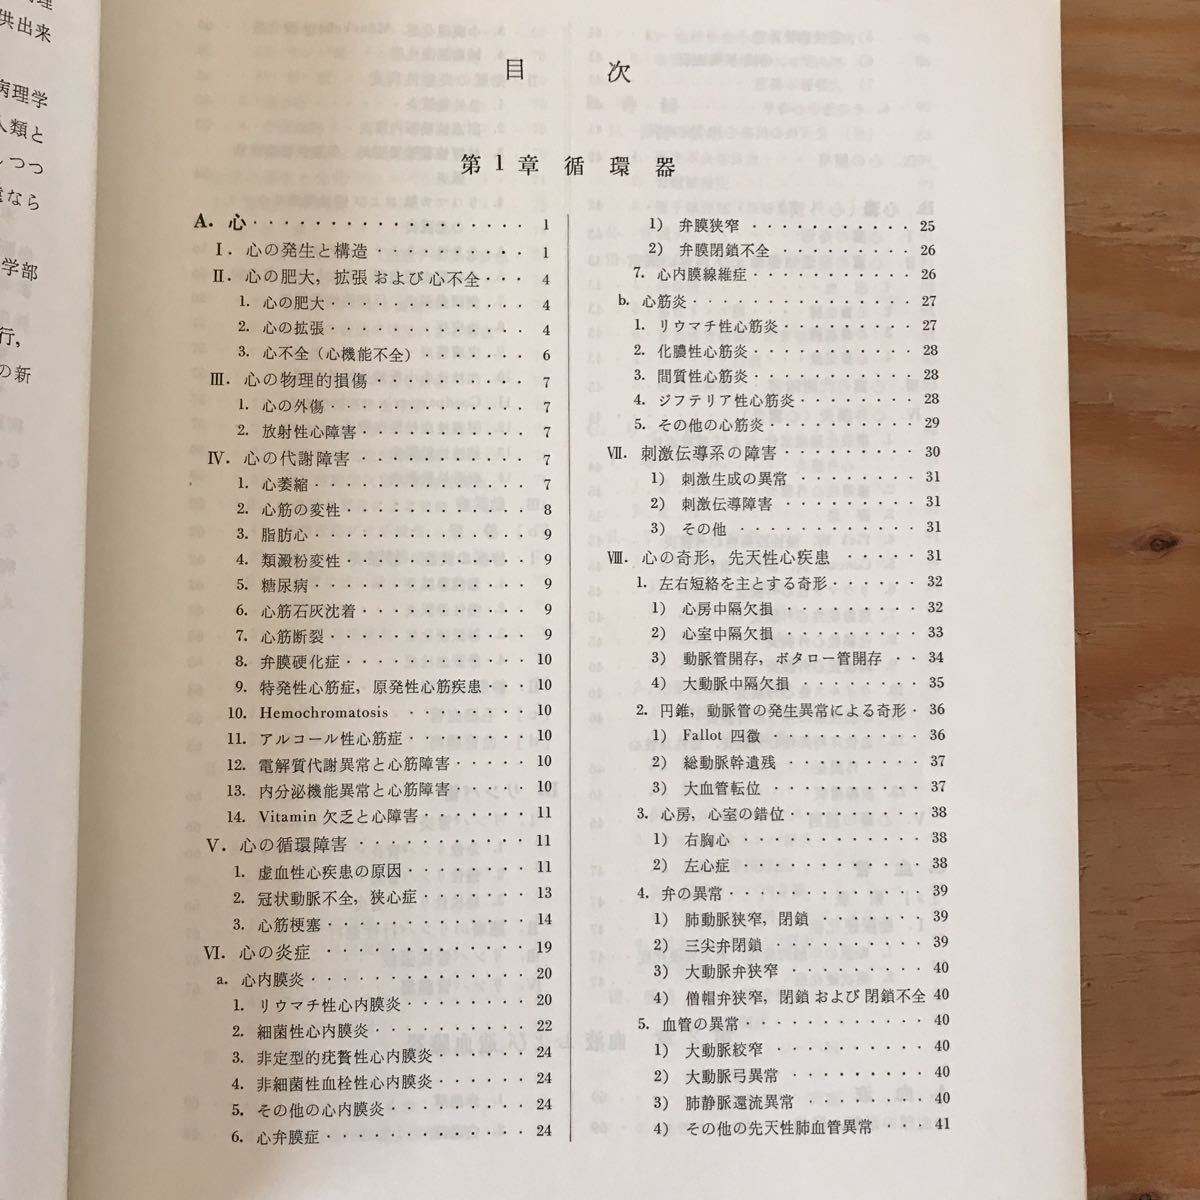 理
供出来
病理学
人類と
しつつ
なら
学部
行,
の新
目 次
第1章 循環器
A. 心・・・・・・・・・・・・・・・・・・ 1
Ⅰ. 心の発生と構造・・・・・・・・・・ 1
Ⅱ. 心の肥大, 拡張 および 心不全・・・ 4
1. 心の肥大・・・・・・・・・・・・・ 4
2. 心の拡張・・・・・・・・・・・・・ 4
3. 心不全(心機能不全)・・・・・・・ 6
Ⅲ. 心の物理的損傷・・・・・・・・・・ 7
1. 心の外傷・・・・・・・・・・・・・ 7
2. 放射性心障害・・・・・・・・・・・ 7
Ⅳ. 心の代謝障害・・・・・・・・・・・ 7
1. 心萎縮・・・・・・・・・・・・・・ 7
2. 心筋の変性・・・・・・・・・・・・ 8
3. 脂肪心・・・・・・・・・・・・・・ 9
4. 類澱粉変性・・・・・・・・・・・・ 9
5. 糖尿病・・・・・・・・・・・・・・ 9
6. 心筋石灰沈着・・・・・・・・・・・ 9
7. 心筋断裂・・・・・・・・・・・・・ 9
8. 弁膜硬化症・・・・・・・・・・・・ 10
9. 特発性心筋症, 原発性心筋疾患・・・ 10
10. Hemochromatosis ・・・・・・・・ 10
11. アルコール性心筋症・・・・・・・・ 10
12. 電解質代謝異常と心筋障害・・・・・ 10
13. 内分泌機能異常と心筋障害・・・・・ 10
14. Vitamin 欠乏と心障害・・・・・・・ 11
Ⅴ. 心の循環障害・・・・・・・・・・・ 11
1. 虚血性心疾患の原因・・・・・・・・ 11
2. 冠状動脈不全, 狭心症・・・・・・・ 13
3. 心筋梗塞・・・・・・・・・・・・・ 14
Ⅵ. 心の炎症・・・・・・・・・・・・・ 19
a. 心内膜炎・・・・・・・・・・・・・ 20
1. リウマチ性心内膜炎・・・・・・・・ 20
2. 細菌性心内膜炎・・・・・・・・・・ 22
3. 非定型的疣贅性心内膜炎・・・・・・ 24
4. 非細菌性血栓性心内膜炎・・・・・・ 24
5. その他の心内膜炎・・・・・・・・・ 24
6. 心弁膜症・・・・・・・・・・・・・ 24
1) 弁膜狭窄・・・・・・・・・・・ 25
2) 弁膜閉鎖不全・・・・・・・・・ 26
7. 心内膜線維症・・・・・・・・・・・ 26
b. 心筋炎・・・・・・・・・・・・・・ 27
1. リウマチ性心筋炎・・・・・・・・・ 27
2. 化膿性心筋炎・・・・・・・・・・・ 28
3. 間質性心筋炎・・・・・・・・・・・ 28
4. ジフテリア性心筋炎・・・・・・・・ 28
5. その他の心筋炎・・・・・・・・・・ 29
Ⅶ. 刺激伝導系の障害・・・・・・・・・ 30
1) 刺激生成の異常・・・・・・・・ 31
2) 刺激伝導障害・・・・・・・・・ 31
3) その他・・・・・・・・・・・・ 31
Ⅷ. 心の奇形, 先天性心疾患・・・・・・ 31
1. 左右短絡を主とする奇形・・・・・・ 32
1) 心房中隔欠損・・・・・・・・・ 32
2) 心室中隔欠損・・・・・・・・・ 33
3) 動脈管開存, ボタロー管開存・・ 34
4) 大動脈中隔欠損・・・・・・・・ 35
2. 円錐, 動脈管の発生異常による奇形・ 36
1) Fallot 四徴・・・・・・・・・・ 36
2) 総動脈幹遺残・・・・・・・・・ 37
3) 大血管転位・・・・・・・・・・ 37
3. 心房, 心室の錯位・・・・・・・・・ 38
1) 右胸心・・・・・・・・・・・・ 38
2) 左心症・・・・・・・・・・・・ 38
4. 弁の異常・・・・・・・・・・・・・ 39
1) 肺動脈狭窄, 閉鎖・・・・・・・ 39
2) 三尖弁閉鎖・・・・・・・・・・ 39
3) 大動脈弁狭窄・・・・・・・・・ 40
4) 僧帽弁狭窄, 閉鎖 および 閉鎖不全 40
5. 血管の異常・・・・・・・・・・・・ 40
1) 大動脈絞窄・・・・・・・・・・ 40
2) 大動脈弓異常・・・・・・・・・ 40
3) 肺静脈還流異常・・・・・・・・ 40
4) その他の先天性肺血管異常・・・ 41